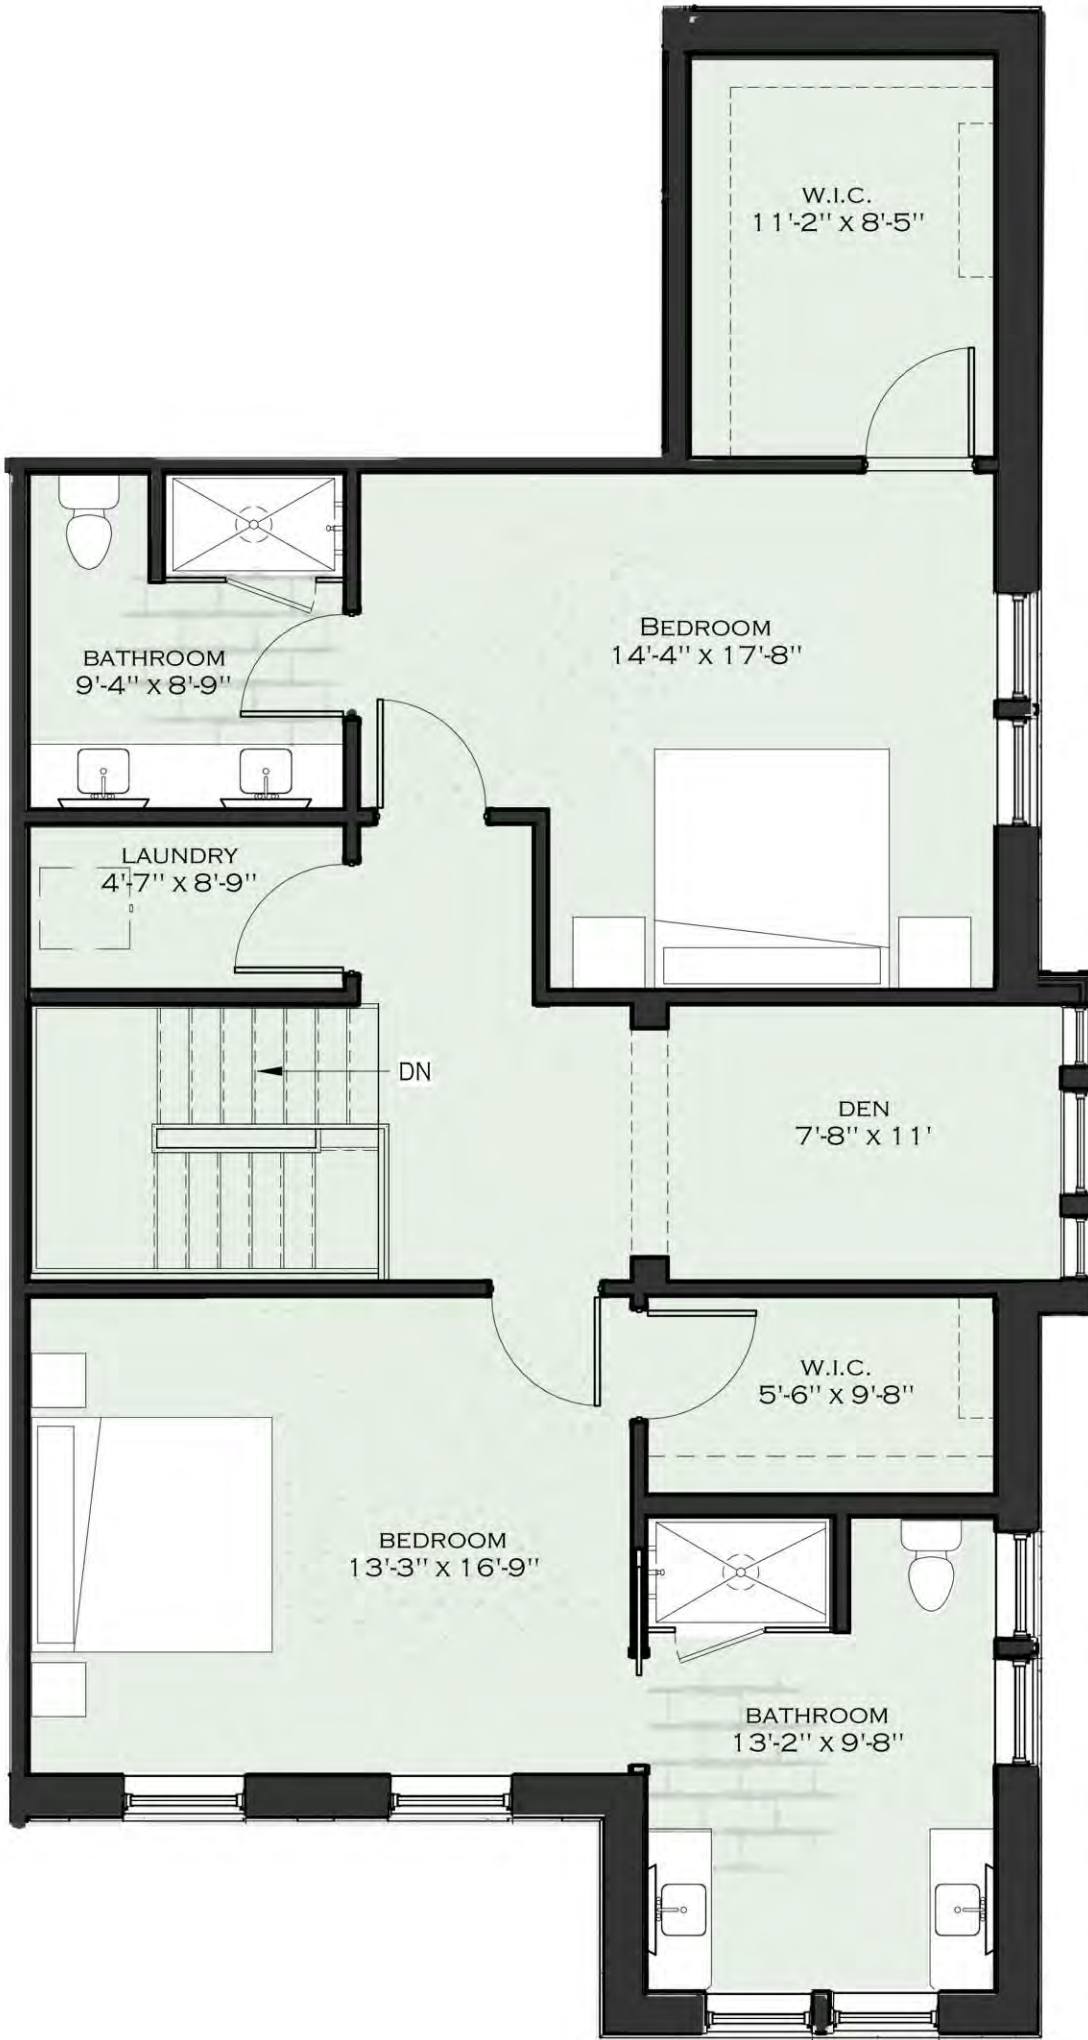 W.I.C.
11'-2" X 8'-5"
BEDROOM
14'-4" X 17'-8"
BATHROOM
9'-4" X 8'-9"
LAUNDRY
4'-7" X 8'-9"
DN
DEN
7'-8" X 11'
W.I.C.
5'-6" X 9'-8"
BEDROOM
13'-3" X 16'-9"
BATHROOM
13'-2" X 9'-8"